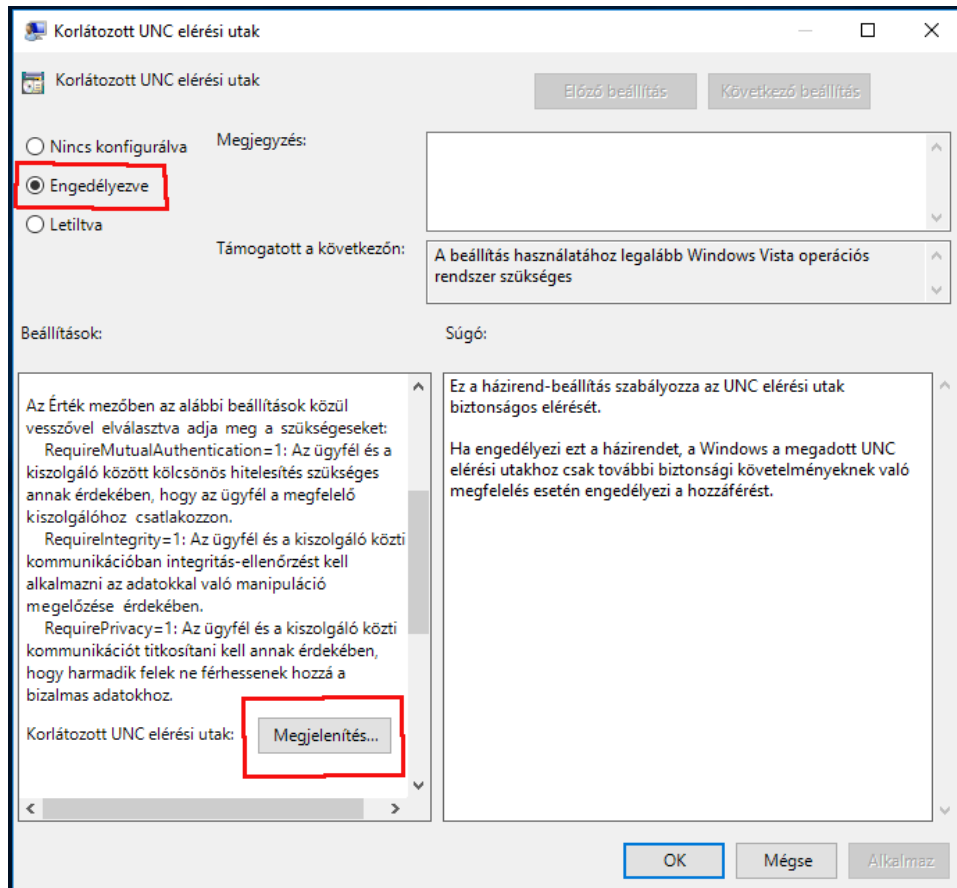 Korlátozott UNC elérési utak
Korlátozott UNC elérési utak
Előző beállítás
Következő beállítás
Nincs konfigurálva
Megjegyzés:
Engedélyezve
Letiltva
Támogatott a következőn:
A beállítás használatához legalább Windows Vista operációs
rendszer szükséges
Beállítások:
Súgó:
Az Érték mezőben az alábbi beállítások közül
vesszővel elválasztva adja meg a szükségeseket:
RequireMutualAuthentication=1: Az ügyfél és a
kiszolgáló között kölcsönös hitelesítés szükséges
annak érdekében, hogy az ügyfél a megfelelő
kiszolgálóhoz csatlakozzon.
RequireIntegrity=1: Az ügyfél és a kiszolgáló közti
kommunikációban integritás-ellenőrzést kell
alkalmazni az adatokkal való manipuláció
megelőzése érdekében.
RequirePrivacy=1: Az ügyfél és a kiszolgáló közti
kommunikációt titkosítani kell annak érdekében,
hogy harmadik felek ne férhessenek hozzá a
bizalmas adatokhoz.
Korlátozott UNC elérési utak:
Megjelenítés...
Ez a házirend-beállítás szabályozza az UNC elérési utak
biztonságos elérését.
Ha engedélyezi ezt a házirendet, a Windows a megadott UNC
elérési utakhoz csak további biztonsági követelményeknek való
megfelelés esetén engedélyezi a hozzáférést.
OK
Mégse
Alkalmaz